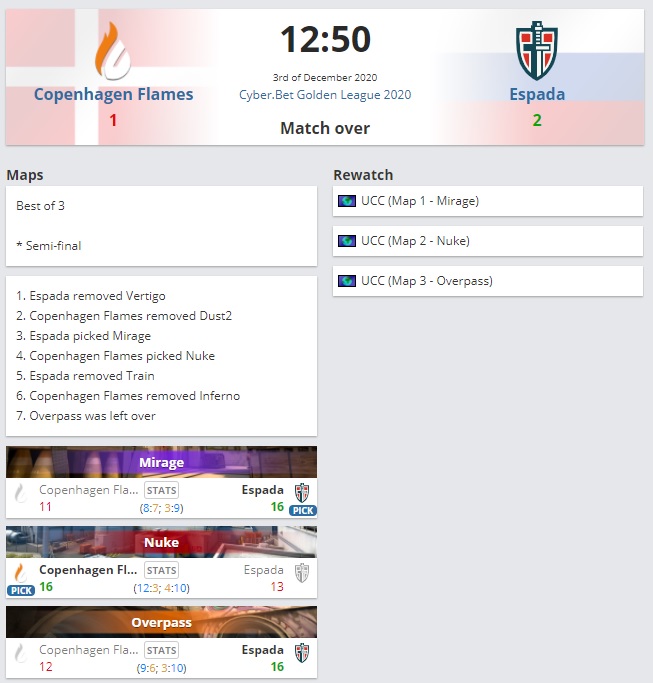 12:50
3rd of December 2020
Copenhagen Flames
Cyber.Bet Golden League 2020
Espada
1
Match over
2
Maps
Best of 3
* Semi-final
1. Espada removed Vertigo
2. Copenhagen Flames removed Dust2
3. Espada picked Mirage
4. Copenhagen Flames picked Nuke
5. Espada removed Train
6. Copenhagen Flames removed Inferno
7. Overpass was left over
Mirage
Copenhagen Fla... STATS Espada
11 (8:7; 3:9) 16 PICK
Nuke
Copenhagen Fl... STATS Espada
PICK 16 (12:3; 4:10) 13
Overpass
Copenhagen Fla... STATS Espada
12 (9:6; 3:10) 16
Rewatch
UCC (Map 1 - Mirage)
UCC (Map 2 - Nuke)
UCC (Map 3 - Overpass)